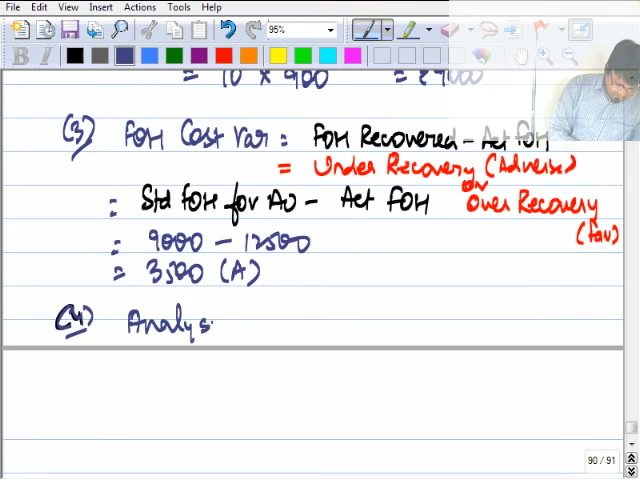 File Edit View Insert Actions Tools Help
95%
B I
= 10 × 900 = ₹9000
(3) FOH Cost Var = FOH Recovered - Act FOH
= Under Recovery (Adverse)
or
= Std FOH for AO - Act FOH Over Recovery
(fav)
= 9000 - 12500
= 3500 (A)
(4) Analys
90 / 91